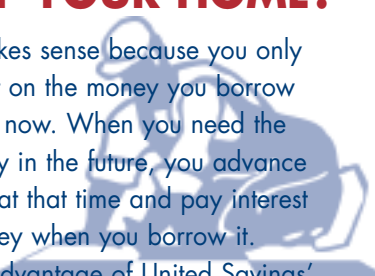 YOUR HOME?
kes sense because you only
on the money you borrow
now. When you need the
y in the future, you advance
at that time and pay interest
ey when you borrow it.
dvantage of United Savings'